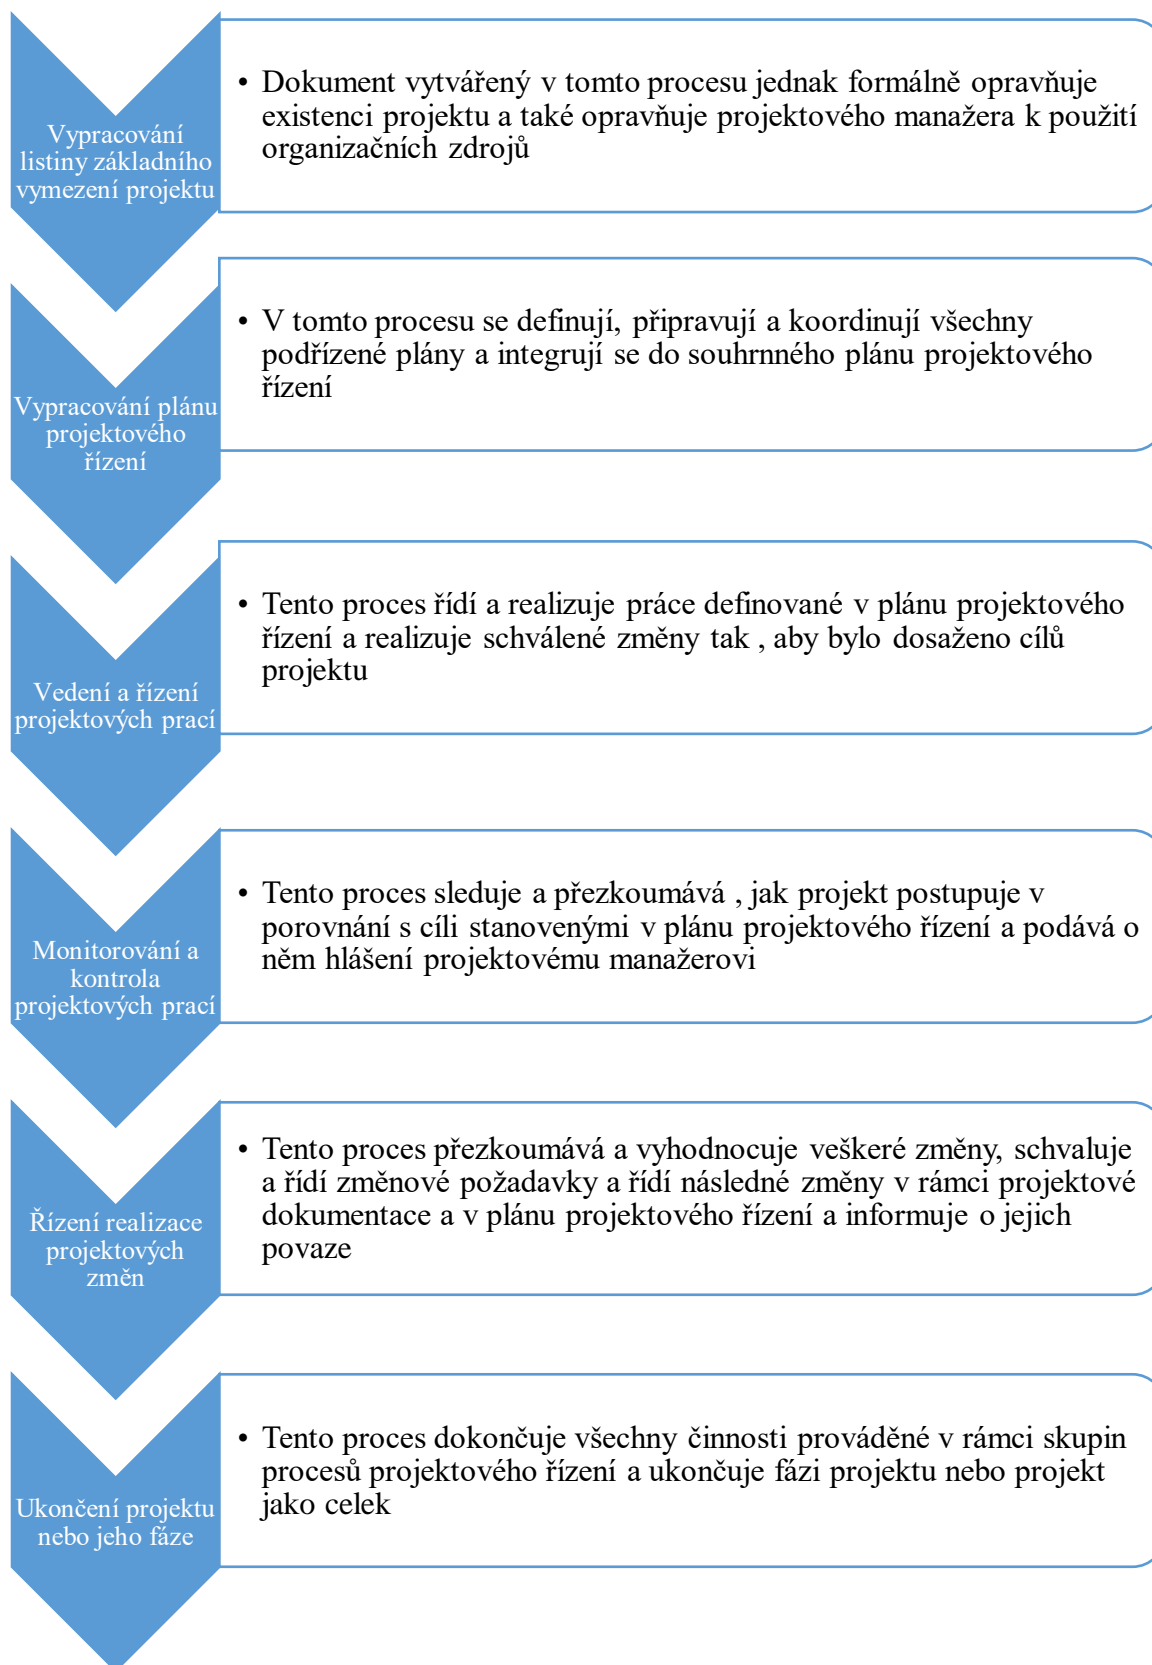 Vypracování
listiny základního
vymezení projektu
• Dokument vytvářený v tomto procesu jednak formálně opravňuje
existenci projektu a také opravňuje projektového manažera k použití
organizačních zdrojů
Vypracování plánu
projektového
řízení
• V tomto procesu se definují, připravují a koordinují všechny
podřízené plány a integrují se do souhrnného plánu projektového
řízení
Vedení a řízení
projektových prací
• Tento proces řídí a realizuje práce definované v plánu projektového
řízení a realizuje schválené změny tak , aby bylo dosaženo cílů
projektu
Monitorování a
kontrola
projektových prací
• Tento proces sleduje a přezkoumává , jak projekt postupuje v
porovnání s cíli stanovenými v plánu projektového řízení a podává o
něm hlášení projektovému manažerovi
Řízení realizace
projektových
změn
• Tento proces přezkoumává a vyhodnocuje veškeré změny, schvaluje
a řídí změnové požadavky a řídí následné změny v rámci projektové
dokumentace a v plánu projektového řízení a informuje o jejich
povaze
Ukončení projektu
nebo jeho fáze
• Tento proces dokončuje všechny činnosti prováděné v rámci skupin
procesů projektového řízení a ukončuje fázi projektu nebo projekt
jako celek